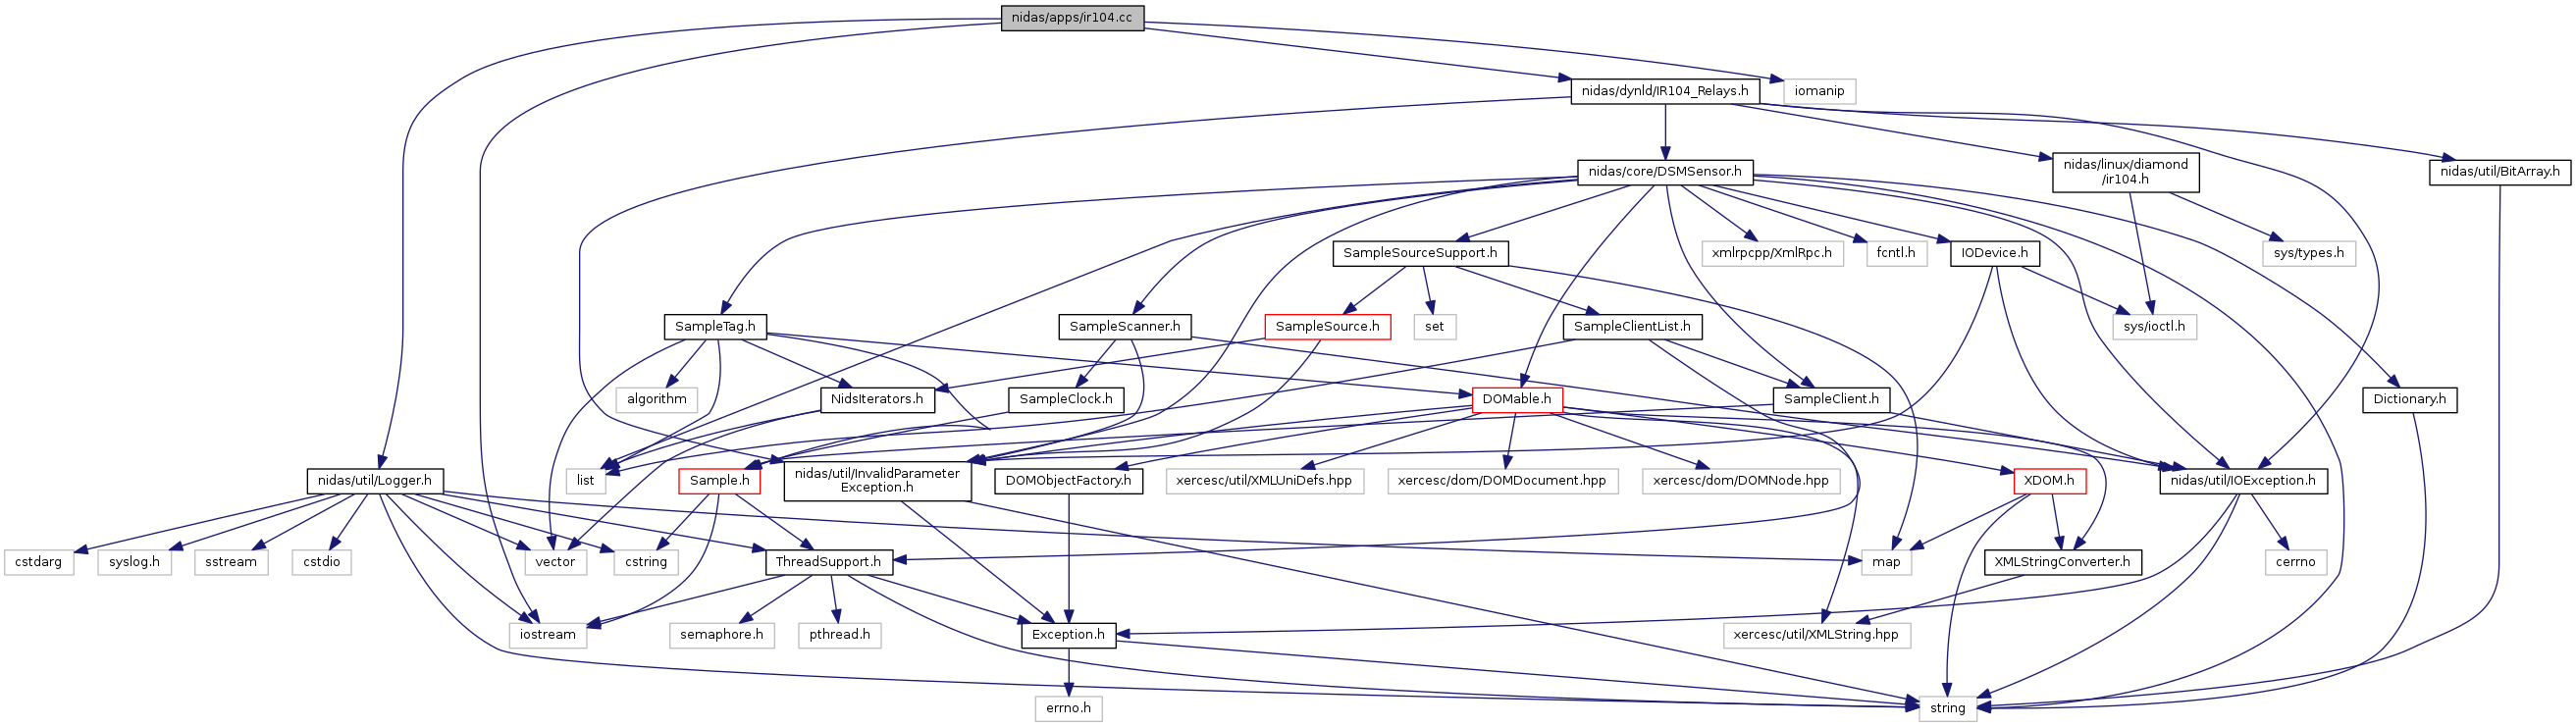 nidas/apps/ir104.cc
nidas/dynld/IR104_Relays.h
iomanip
nidas/core/DSMSensor.h
nidas/linux/diamond
/ir104.h
nidas/util/BitArray.h
SampleSourceSupport.h
xmlrpcpp/XmlRpc.h
fcntl.h
IODevice.h
sys/types.h
SampleTag.h
SampleScanner.h
SampleSource.h
set
SampleClientList.h
sys/ioctl.h
algorithm
NidsIterators.h
SampleClock.h
DOMable.h
SampleClient.h
Dictionary.h
nidas/util/Logger.h
list
Sample.h
nidas/util/InvalidParameter
Exception.h
DOMObjectFactory.h
xercesc/util/XMLUniDefs.hpp
xercesc/dom/DOMDocument.hpp
xercesc/dom/DOMNode.hpp
XDOM.h
nidas/util/IOException.h
cstdarg
syslog.h
sstream
cstdio
vector
cstring
ThreadSupport.h
map
XMLStringConverter.h
cerrno
iostream
semaphore.h
pthread.h
Exception.h
xercesc/util/XMLString.hpp
errno.h
string